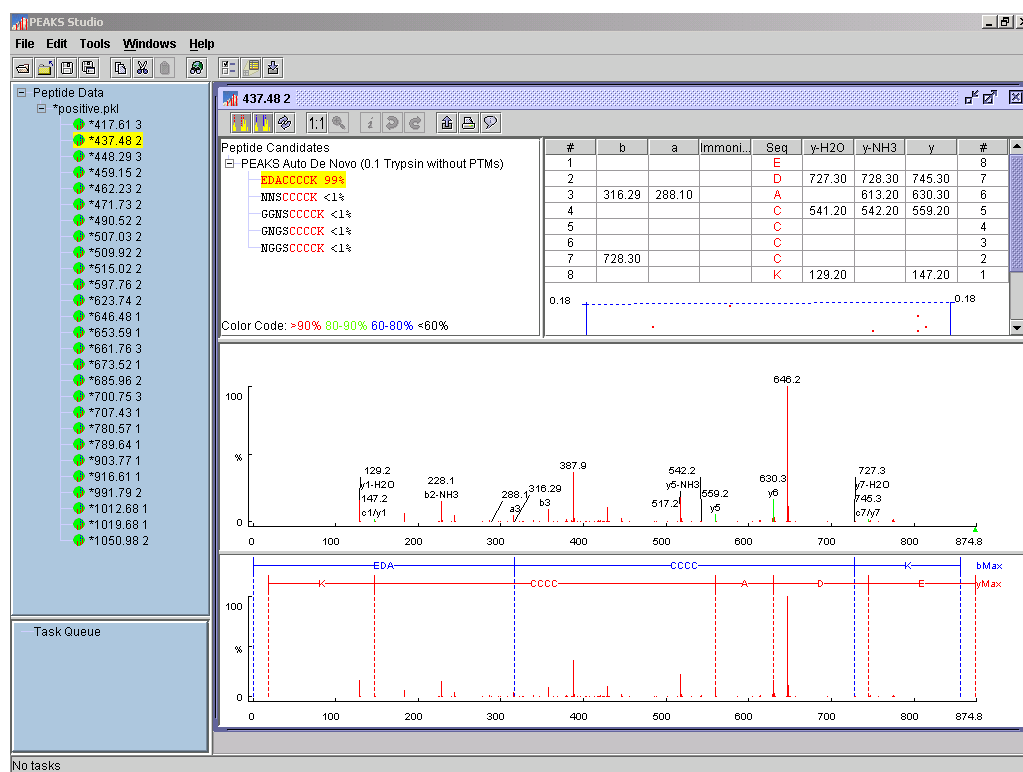 PEAKS Studio
File Edit Tools Windows Help
Peptide Data
*positive.pkl
*417.61 3
*437.48 2
*448.29 3
*459.15 2
*462.23 2
*471.73 2
*490.52 2
*507.03 2
*509.92 2
*515.02 2
*597.76 2
*623.74 2
*646.48 1
*653.59 1
*661.76 3
*673.52 1
*685.96 2
*700.75 3
*707.43 1
*780.57 1
*789.64 1
*903.77 1
*916.61 1
*991.79 2
*1012.68 1
*1019.68 1
*1050.98 2
Task Queue
No tasks
437.48 2
1:1 i
Peptide Candidates
PEAKS Auto De Novo (0.1 Trypsin without PTMs)
EDACCCCK 99%
NNSCCCCK <1%
GGNSCCCCK <1%
GNGSCCCCK <1%
NGGSCCCCK <1%
Color Code: >90% 80-90% 60-80% <60%
# b a Immoni... Seq y-H2O y-NH3 y #
1 E 8
2 D 727.30 728.30 745.30 7
3 316.29 288.10 A 613.20 630.30 6
4 C 541.20 542.20 559.20 5
5 C 4
6 C 3
7 728.30 C 2
8 K 129.20 147.20 1
0.18 0.18
646.2
100
%
0
129.2
y1-H2O
147.2
c1/y1
228.1
b2-NH3
288.1
a3
316.29
b3
387.9
517.2
542.2
y5-NH3
559.2
y5
630.3
y6
727.3
y7-H2O
745.3
c7/y7
0 100 200 300 400 500 600 700 800 874.8
EDA CCCC K bMax
K CCCC A D E yMax
100
%
0
0 100 200 300 400 500 600 700 800 874.8